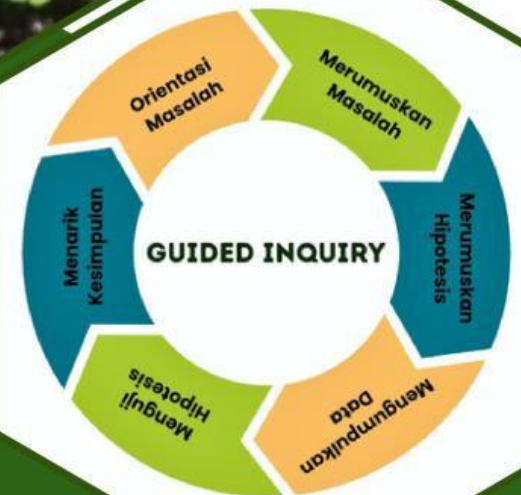 Orientasi
Masalah
Merumuskan
Masalah
Merumuskan
Hipotesis
Mengumpulkan
Data
Menguji
Hipotesis
Menarik
Kesimpulan
GUIDED INQUIRY